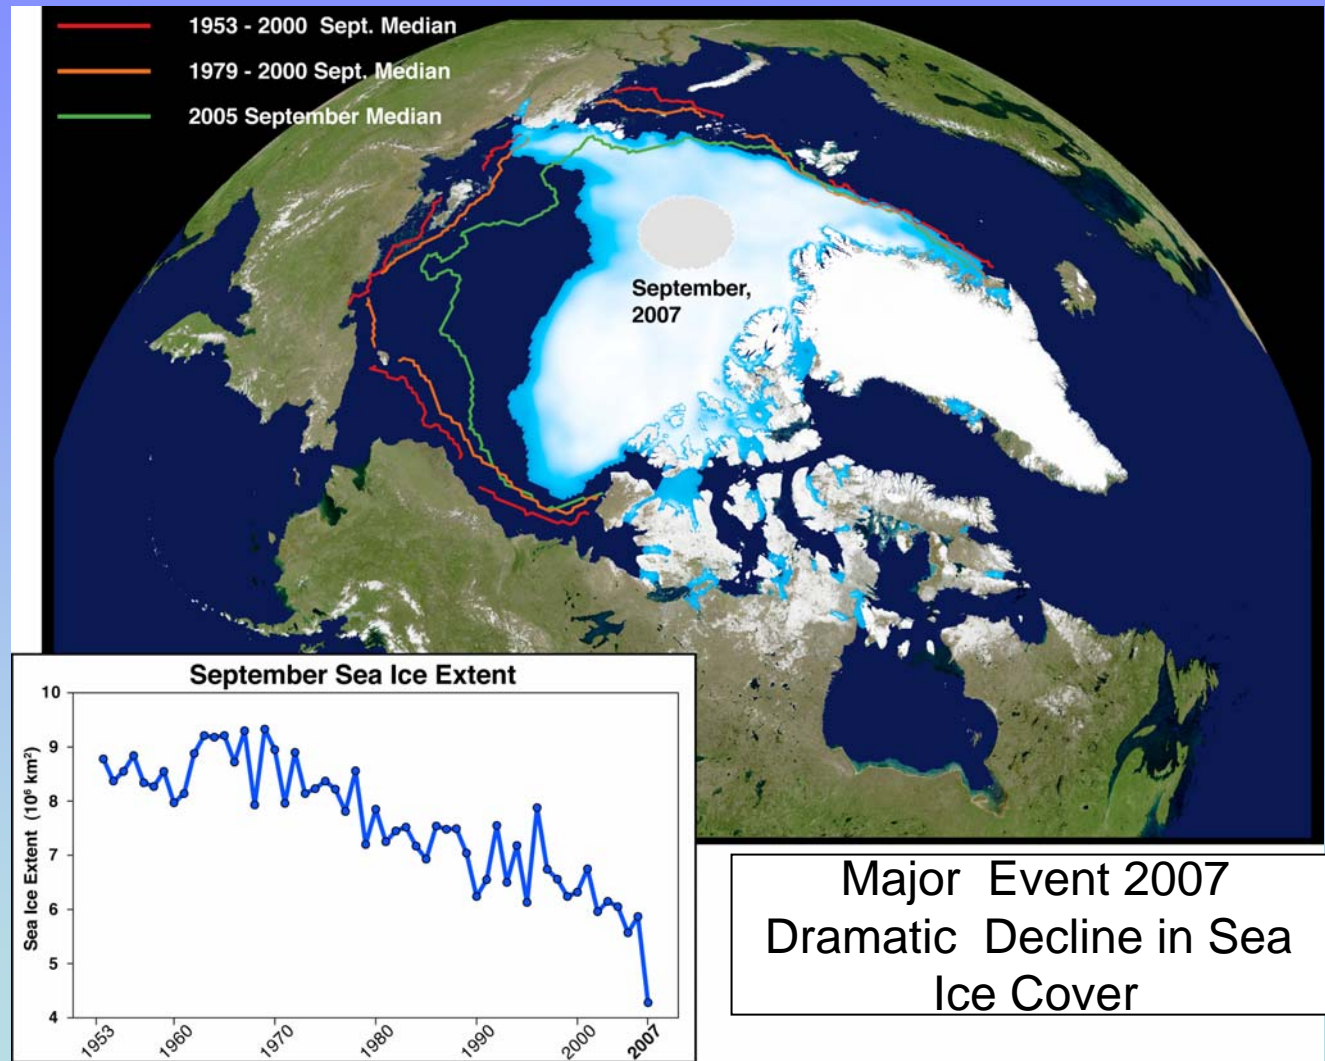 1953 - 2000 Sept. Median
1979 - 2000 Sept. Median
2005 September Median
September,
2007
September Sea Ice Extent
Sea Ice Extent (10⁶ km²)
10
9
8
7
6
5
4
1953
1960
1970
1980
1990
2000
2007
Major Event 2007
Dramatic Decline in Sea
Ice Cover